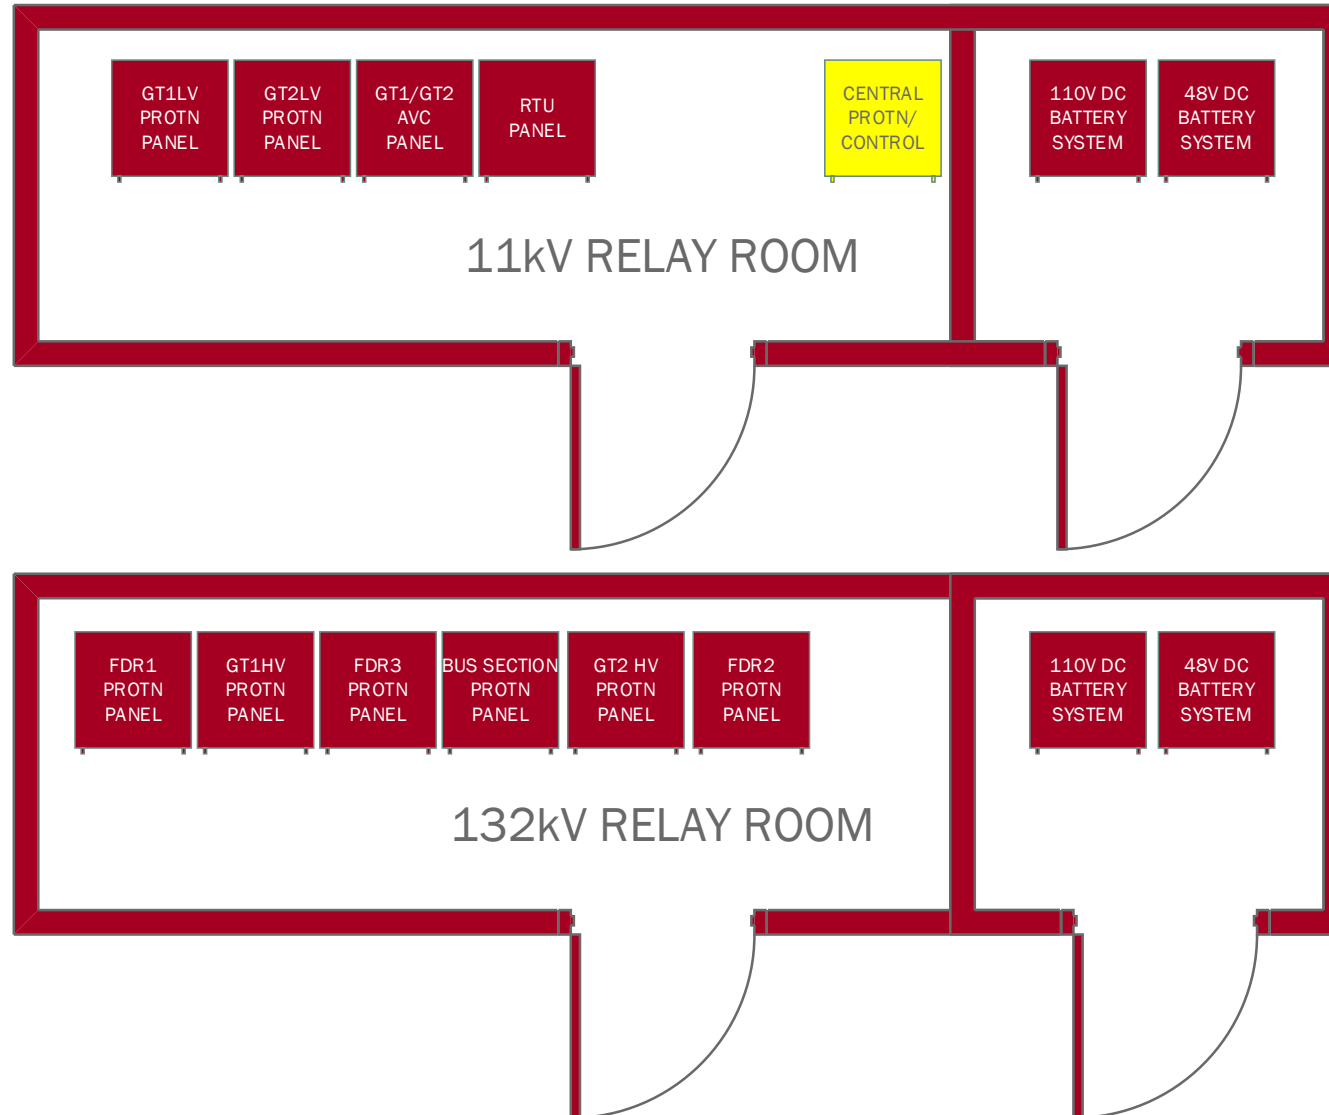 GT1LV
PROTN
PANEL
GT2LV
PROTN
PANEL
GT1/GT2
AVC
PANEL
RTU
PANEL
CENTRAL
PROTN/
CONTROL
110V DC
BATTERY
SYSTEM
48V DC
BATTERY
SYSTEM
11kV RELAY ROOM
FDR1
PROTN
PANEL
GT1HV
PROTN
PANEL
FDR3
PROTN
PANEL
BUS SECTION
PROTN
PANEL
GT2 HV
PROTN
PANEL
FDR2
PROTN
PANEL
110V DC
BATTERY
SYSTEM
48V DC
BATTERY
SYSTEM
132kV RELAY ROOM